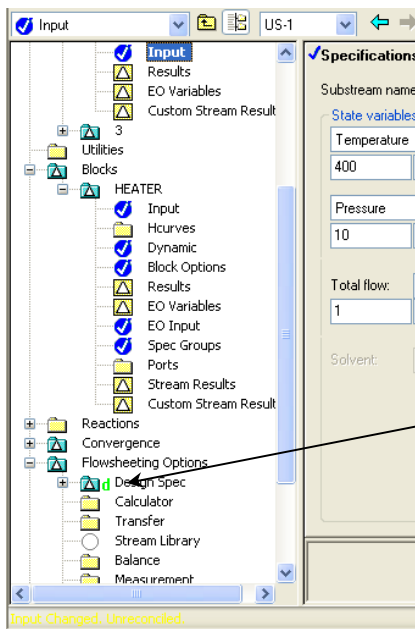 Input
US-1
Input
Results
EO Variables
Custom Stream Result
3
Utilities
Blocks
HEATER
Input
Hcurves
Dynamic
Block Options
Results
EO Variables
EO Input
Spec Groups
Ports
Stream Results
Custom Stream Result
Reactions
Convergence
Flowsheeting Options
d Design Spec
Calculator
Transfer
Stream Library
Balance
Measurement
Specifications
Substream name
State variables
Temperature
400
Pressure
10
Total flow:
1
Solvent:
Input Changed, Unreconciled.